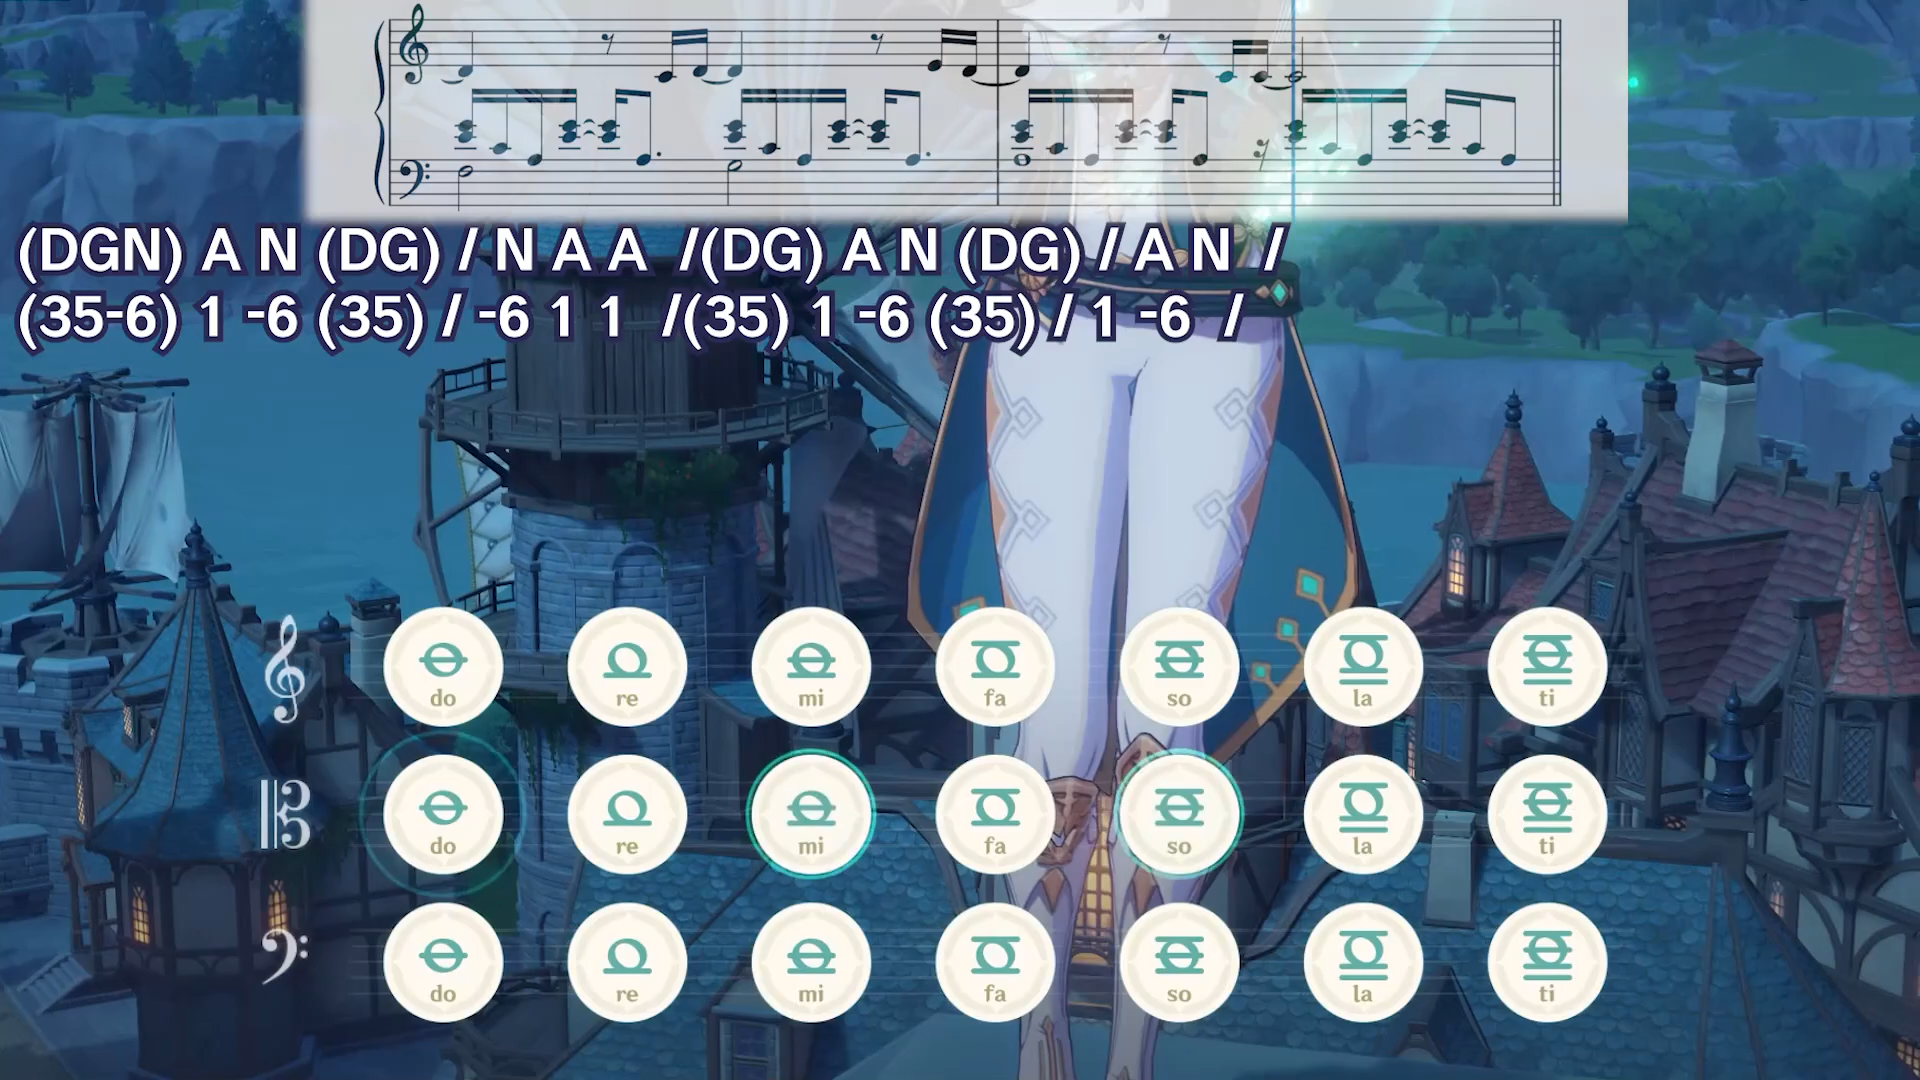 (DGN) A N (DG) / N A A /(DG) A N (DG) / A N /
(35-6) 1 -6 (35) / -6 1 1 /(35) 1 -6 (35) / 1 -6 /
do re mi fa so la ti
do re mi fa so la ti
do re mi fa so la ti